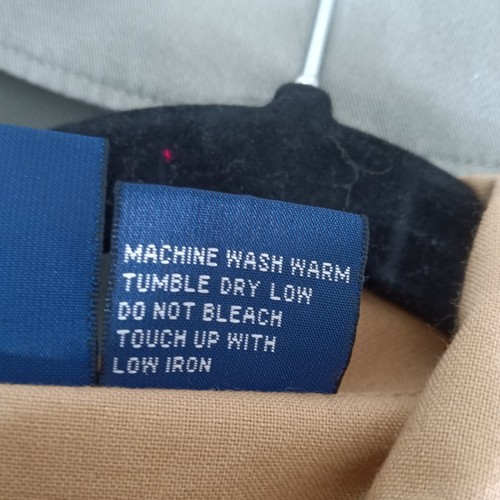 MACHINE WASH WARM
TUMBLE DRY LOW
DO NOT BLEACH
TOUCH UP WITH
LOW IRON